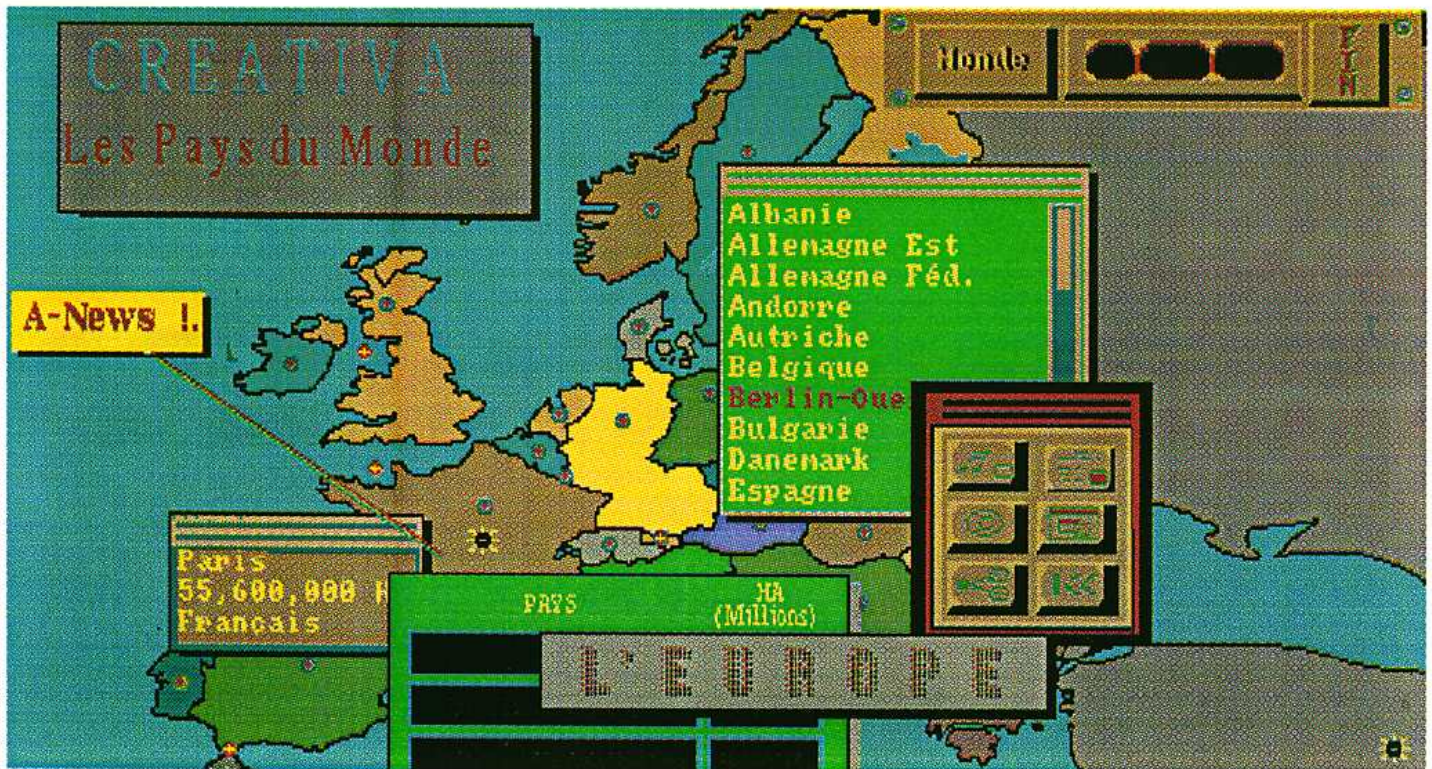 CREATIVA
Les Pays du Monde
Monde
FIN
Albanie
Allemagne Est
Allemagne Féd.
Andorre
Autriche
Belgique
Berlin-Oue
Bulgarie
Danemark
Espagne
A-News !.
Paris
55,600,000 H
Francais
PAYS
HA
(Millions)
L'EUROPE